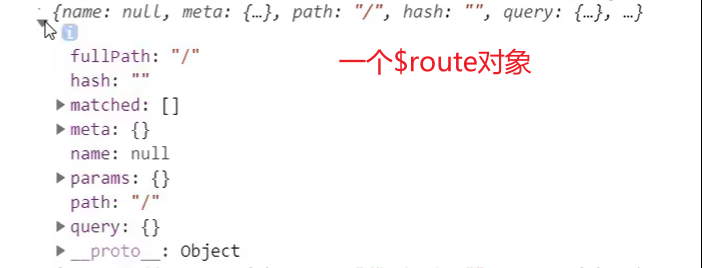 {name: null, meta: {…}, path: "/", hash: "", query: {…}, …}
i
fullPath: "/"
一个$route对象
hash: ""
matched: []
meta: {}
name: null
params: {}
path: "/"
query: {}
__proto__: Object